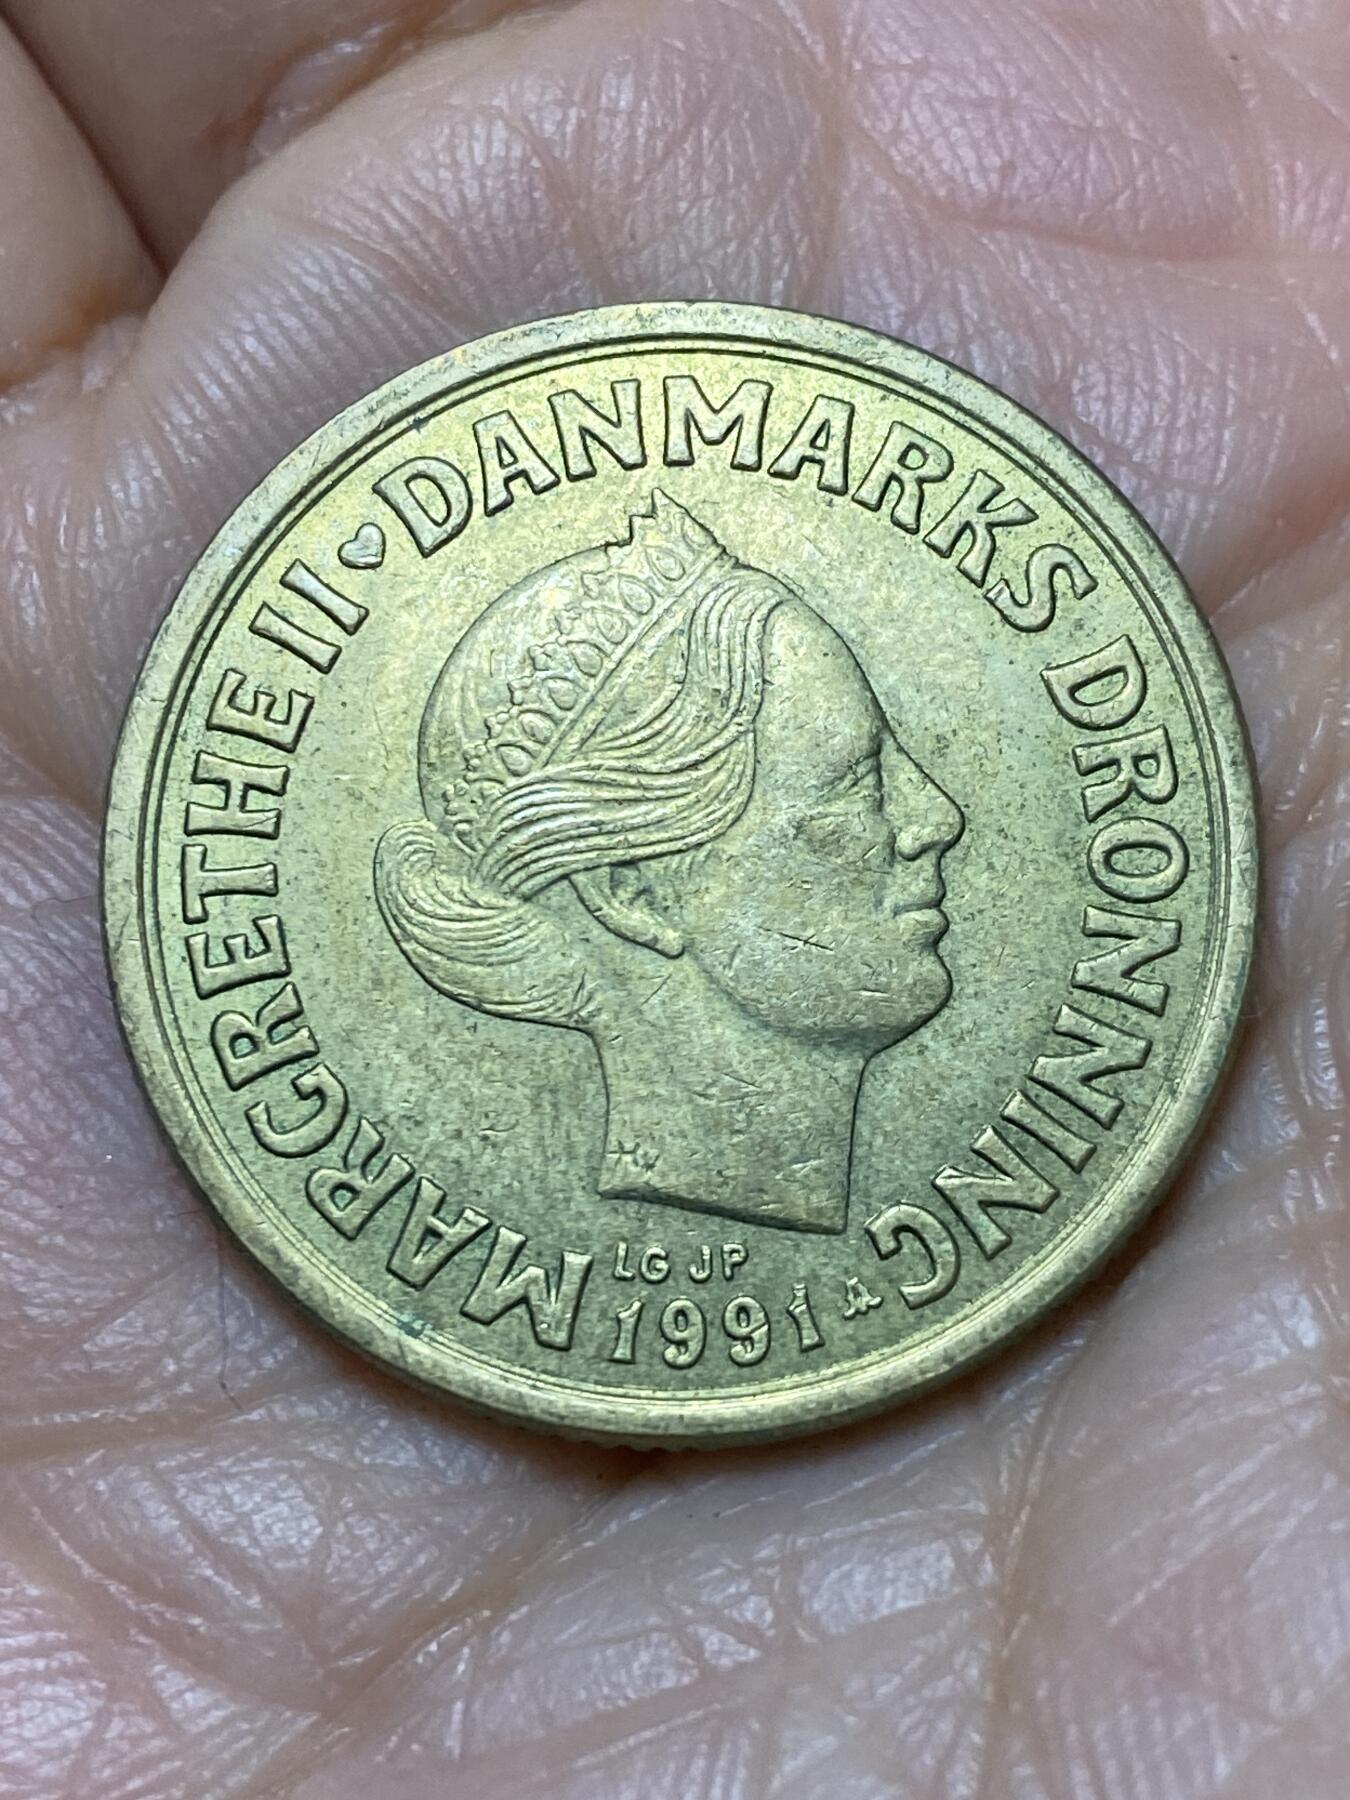 MARGRETHE II ♥ DANMARKS DRONNING
LG JP
1991